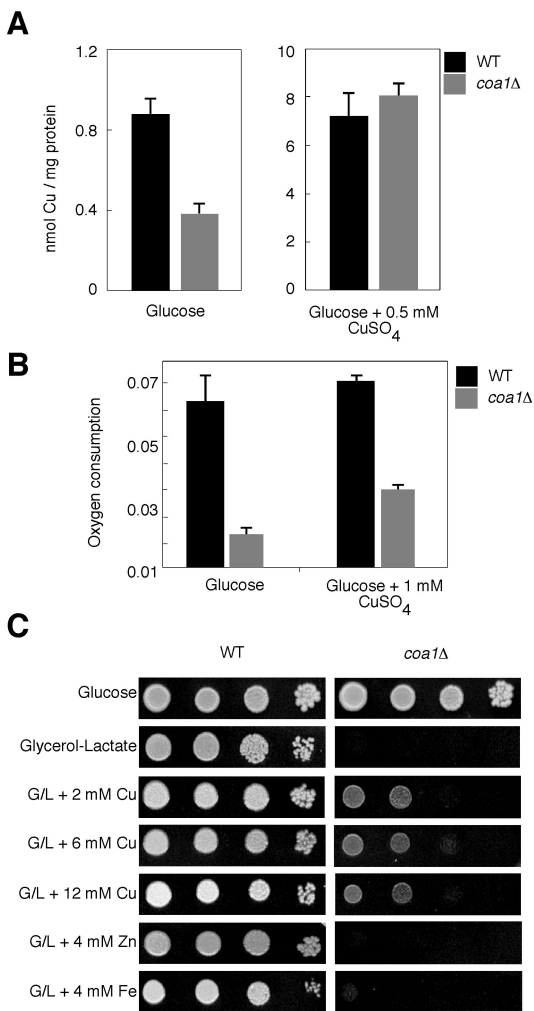 A
1.2
0.8
0.4
0
nmol Cu / mg protein
Glucose
10
8
6
4
2
0
Glucose + 0.5 mM
CuSO4
WT
coa1Δ
B
0.07
0.05
0.03
0.01
Oxygen consumption
Glucose
Glucose + 1 mM
CuSO4
WT
coa1Δ
C
WT
coa1Δ
Glucose
Glycerol-Lactate
G/L + 2 mM Cu
G/L + 6 mM Cu
G/L + 12 mM Cu
G/L + 4 mM Zn
G/L + 4 mM Fe